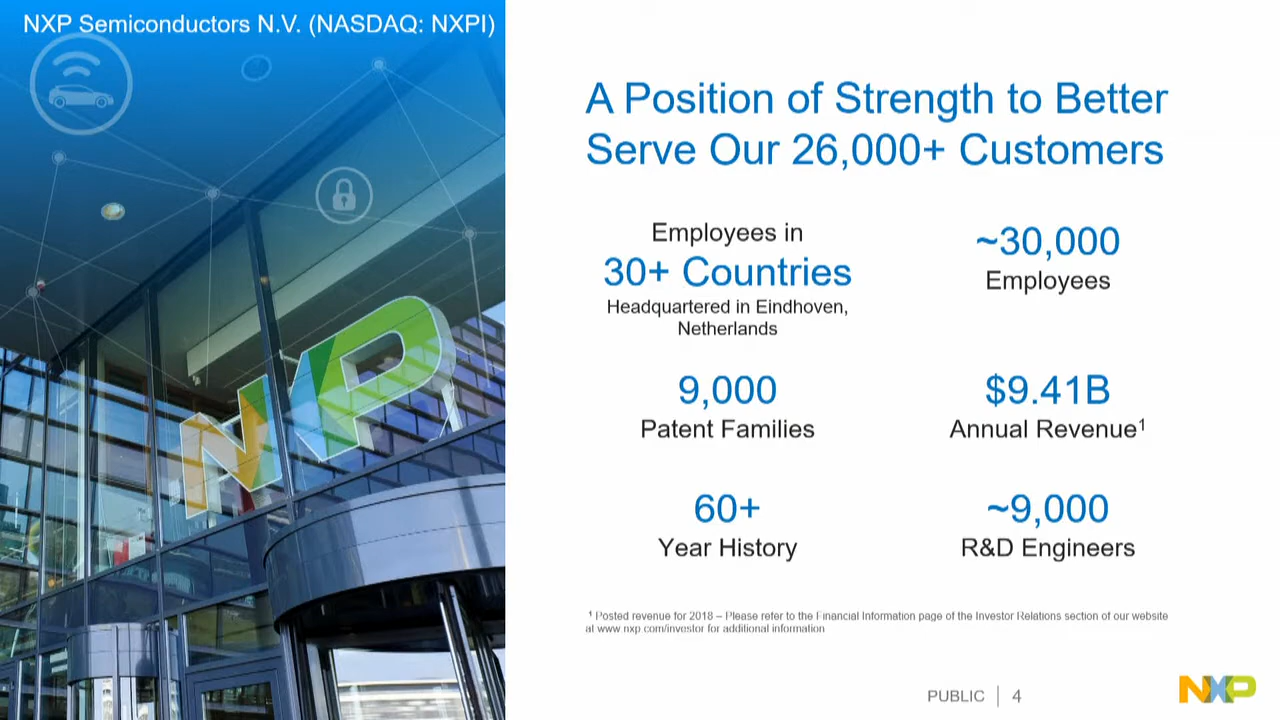 NXP Semiconductors N.V. (NASDAQ: NXPI)
NXP
A Position of Strength to Better
Serve Our 26,000+ Customers
Employees in
30+ Countries
Headquartered in Eindhoven,
Netherlands
~30,000
Employees
9,000
Patent Families
$9.41B
Annual Revenue¹
60+
Year History
~9,000
R&D Engineers
¹ Posted revenue for 2018 – Please refer to the Financial Information page of the Investor Relations section of our website
at www.nxp.com/investor for additional information
PUBLIC | 4
NXP